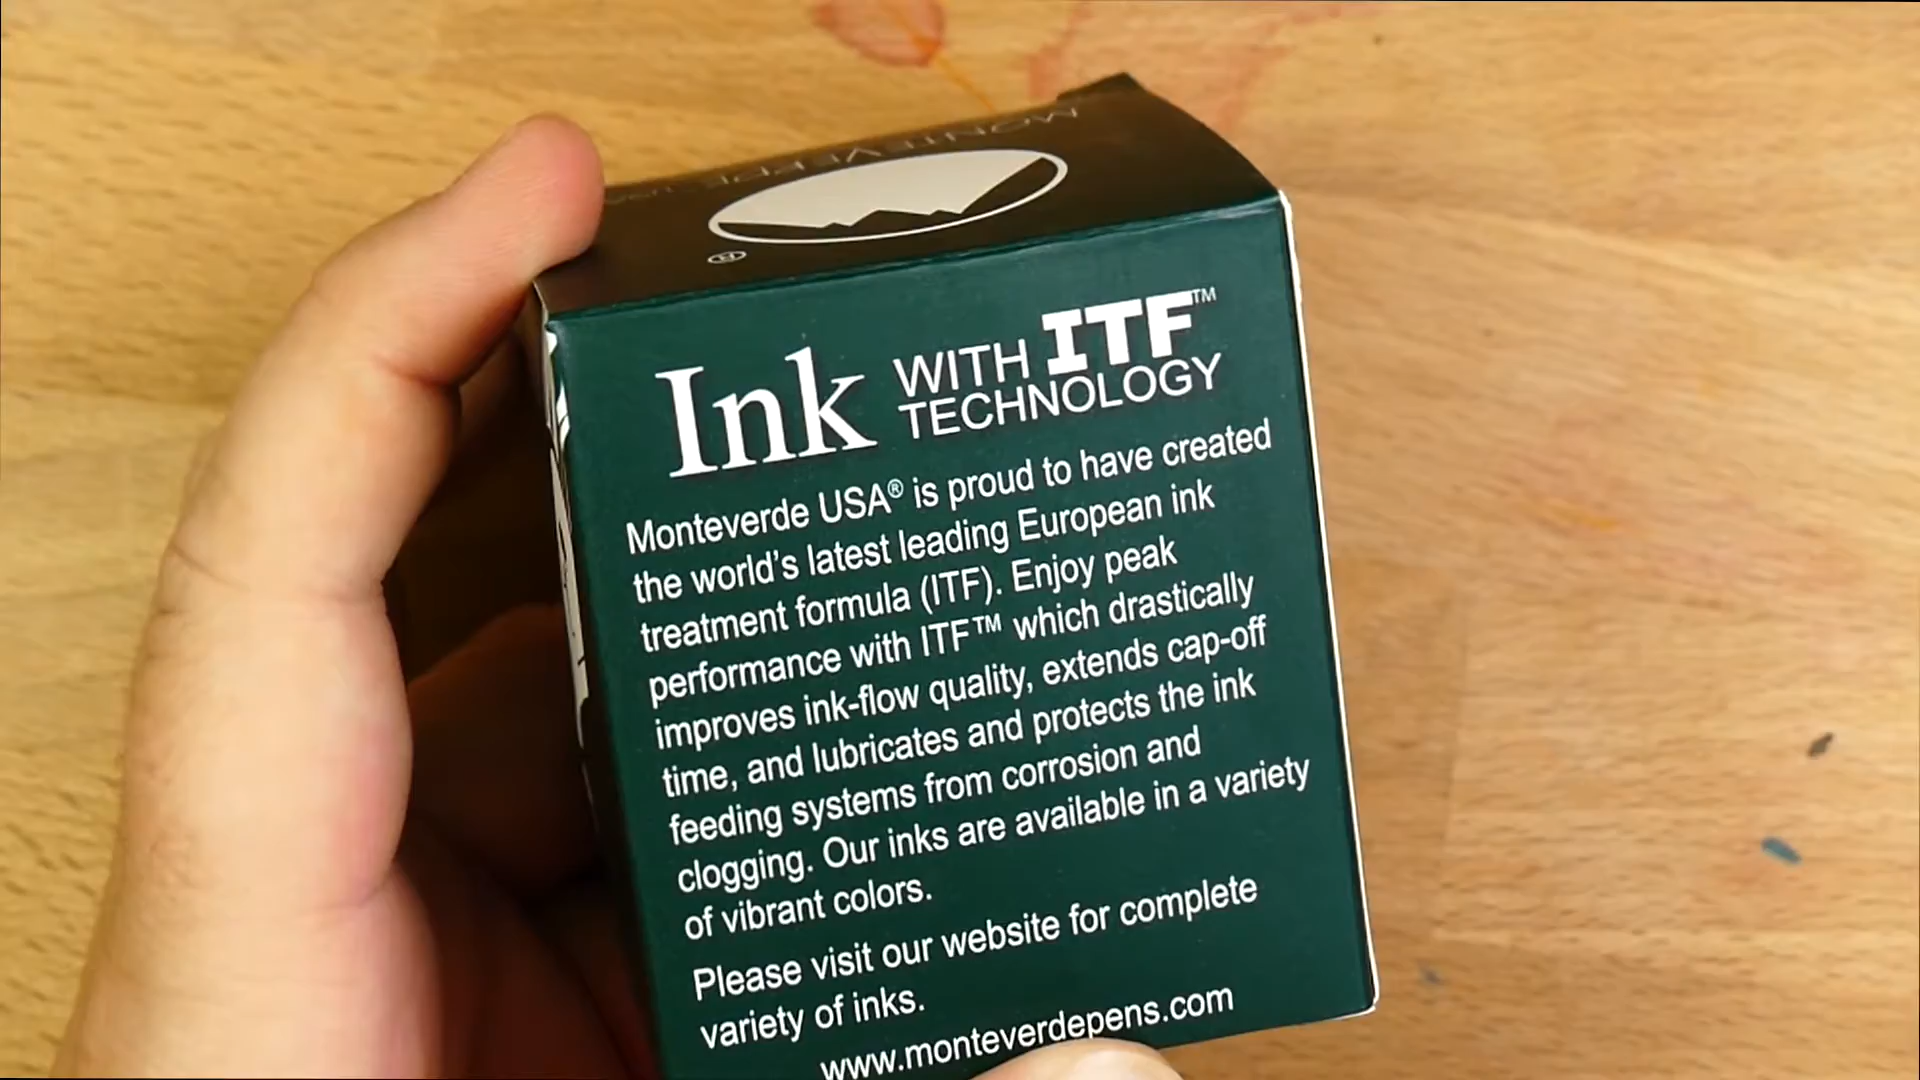 MONTEVERDE USA
®
Ink WITH ITF™
TECHNOLOGY
Monteverde USA® is proud to have created
the world's latest leading European ink
treatment formula (ITF). Enjoy peak
performance with ITF™ which drastically
improves ink-flow quality, extends cap-off
time, and lubricates and protects the ink
feeding systems from corrosion and
clogging. Our inks are available in a variety
of vibrant colors.
Please visit our website for complete
variety of inks.
www.monteverdepens.com